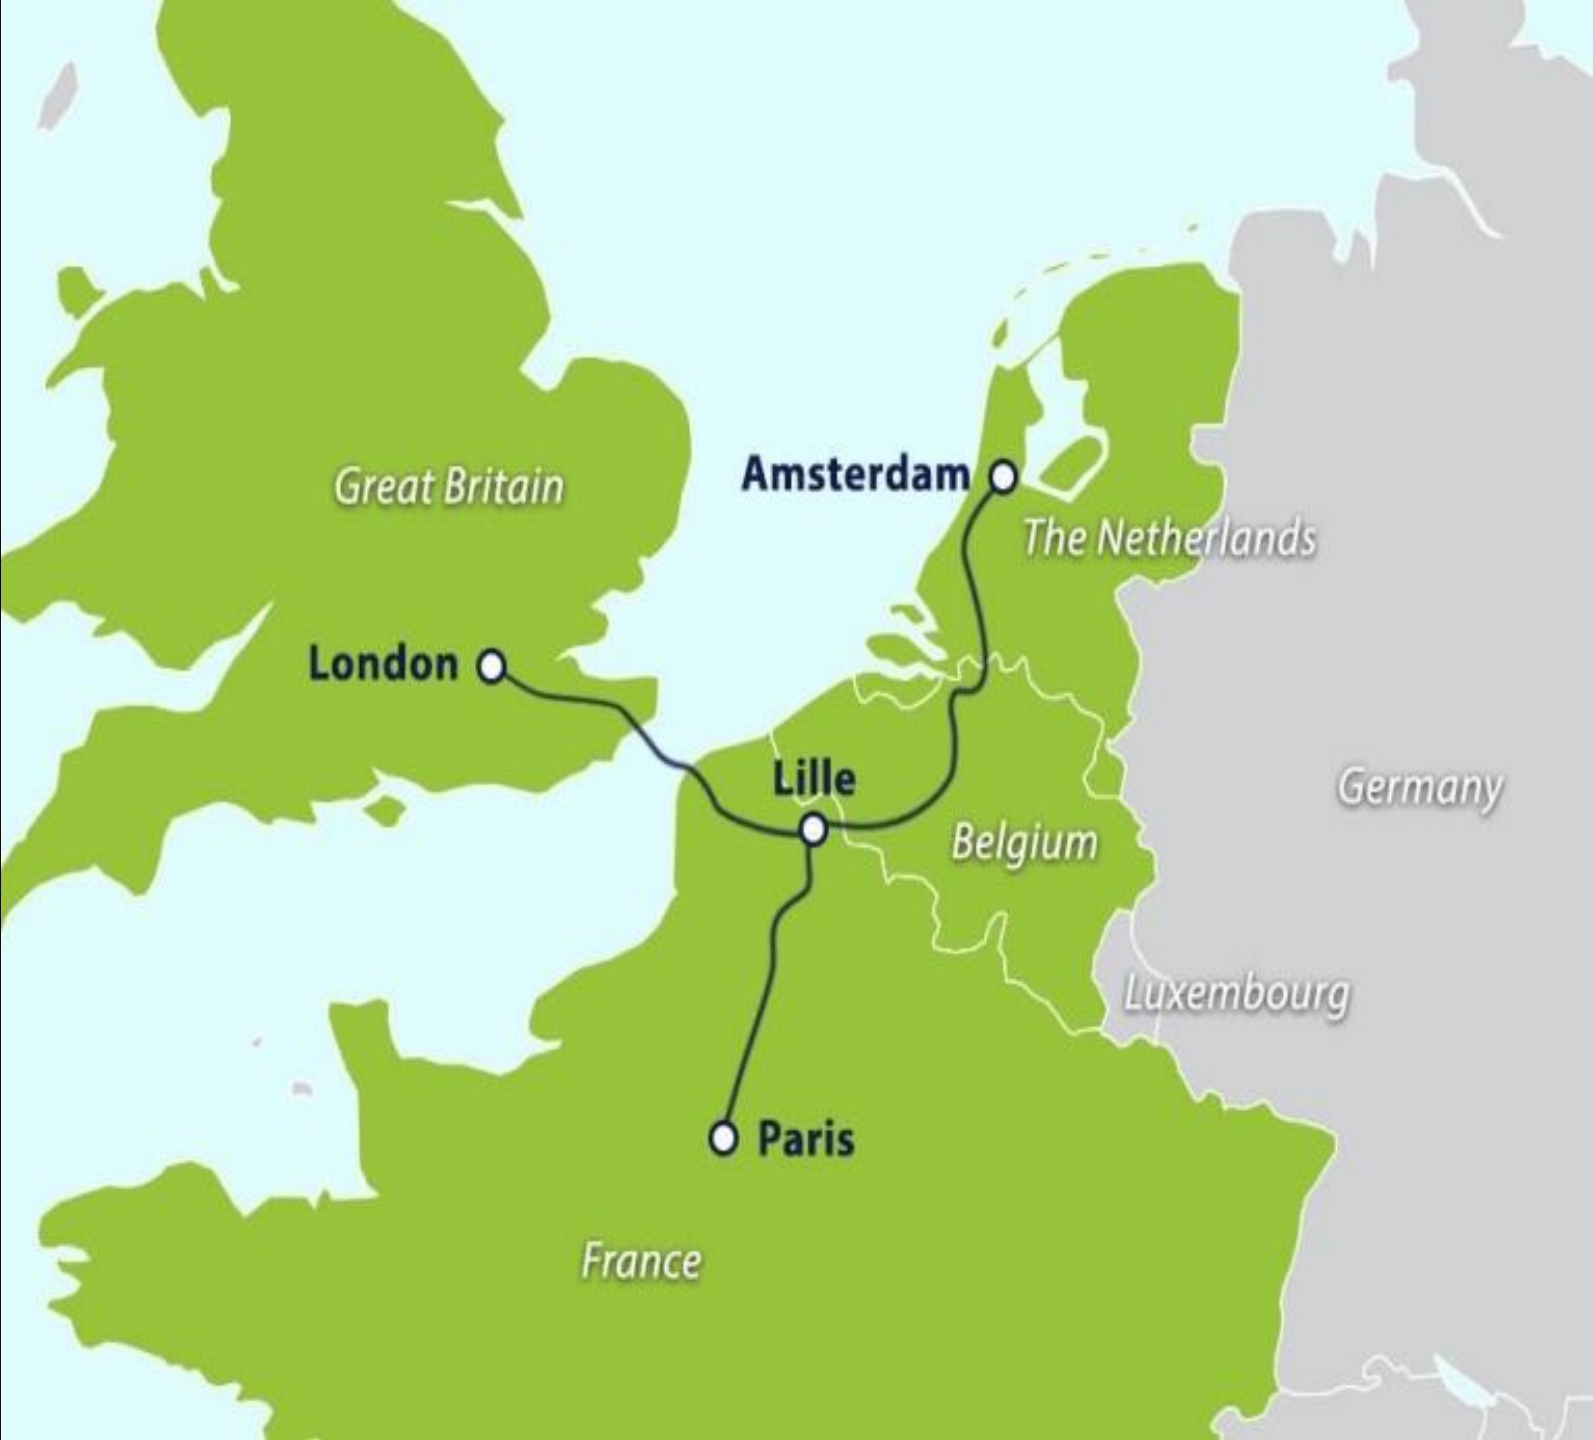 Great Britain
Amsterdam
The Netherlands
London
Lille
Germany
Belgium
Luxembourg
Paris
France